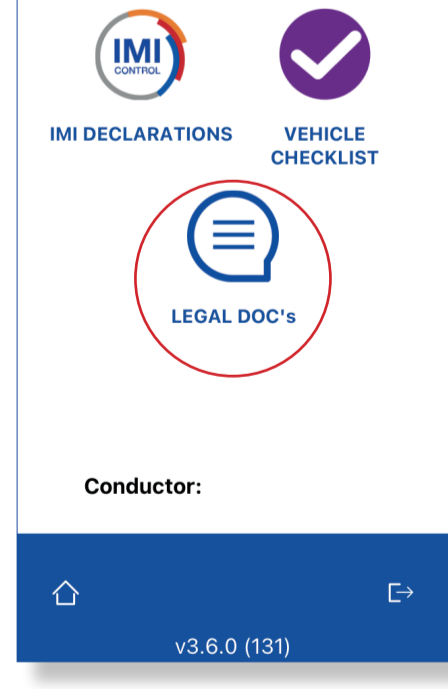 IMI
CONTROL
IMI DECLARATIONS
VEHICLE
CHECKLIST
LEGAL DOC's
Conductor:
v3.6.0 (131)